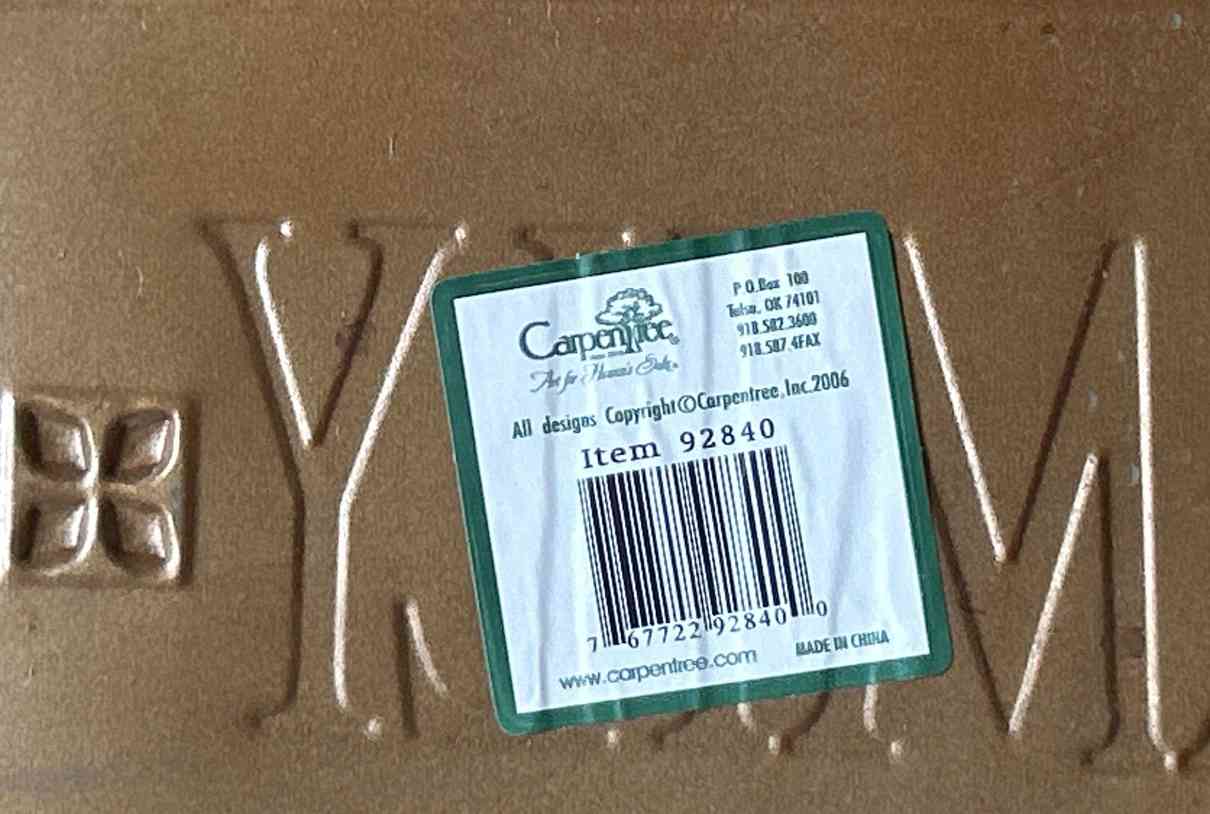 Y
M
CarpenTree
Art for Heaven's Sake
P O.Box 100
Tulsa, OK 74101
918.582.3600
918.587.4FAX
All designs Copyright©Carpentree,Inc.2006
Item 92840
7 67722 92840 0
www.carpentree.com
MADE IN CHINA